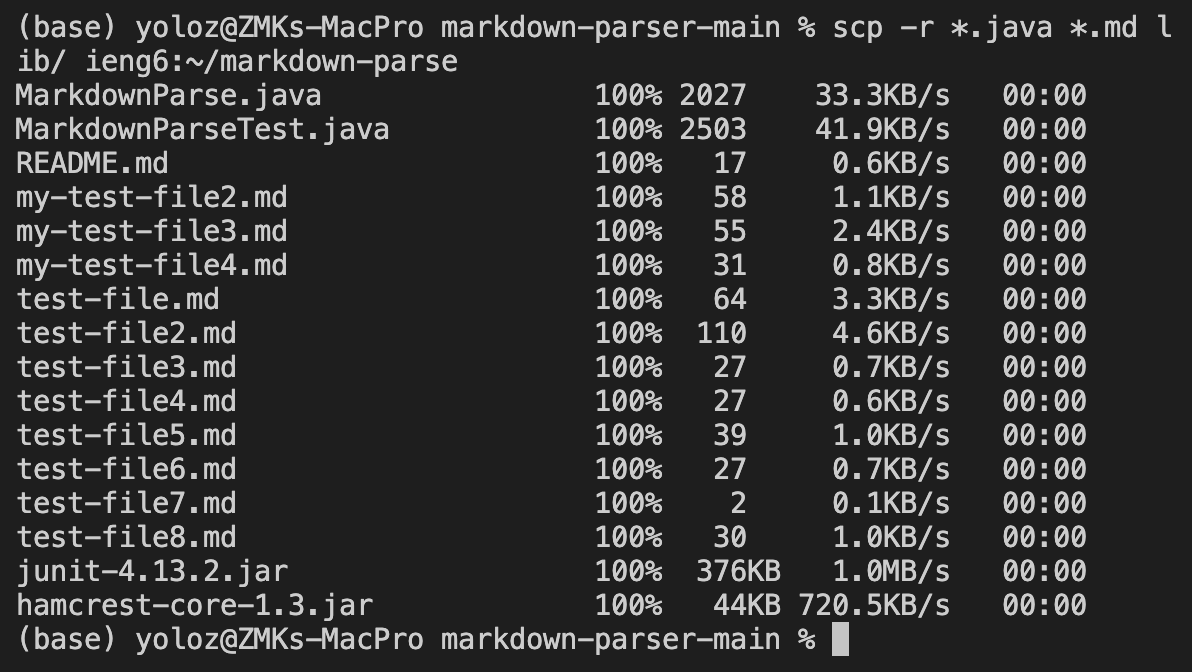 (base) yoloz@ZMKs-MacPro markdown-parser-main % scp -r *.java *.md l
ib/ ieng6:~/markdown-parse
MarkdownParse.java 100% 2027 33.3KB/s 00:00
MarkdownParseTest.java 100% 2503 41.9KB/s 00:00
README.md 100% 17 0.6KB/s 00:00
my-test-file2.md 100% 58 1.1KB/s 00:00
my-test-file3.md 100% 55 2.4KB/s 00:00
my-test-file4.md 100% 31 0.8KB/s 00:00
test-file.md 100% 64 3.3KB/s 00:00
test-file2.md 100% 110 4.6KB/s 00:00
test-file3.md 100% 27 0.7KB/s 00:00
test-file4.md 100% 27 0.6KB/s 00:00
test-file5.md 100% 39 1.0KB/s 00:00
test-file6.md 100% 27 0.7KB/s 00:00
test-file7.md 100% 2 0.1KB/s 00:00
test-file8.md 100% 30 1.0KB/s 00:00
junit-4.13.2.jar 100% 376KB 1.0MB/s 00:00
hamcrest-core-1.3.jar 100% 44KB 720.5KB/s 00:00
(base) yoloz@ZMKs-MacPro markdown-parser-main %